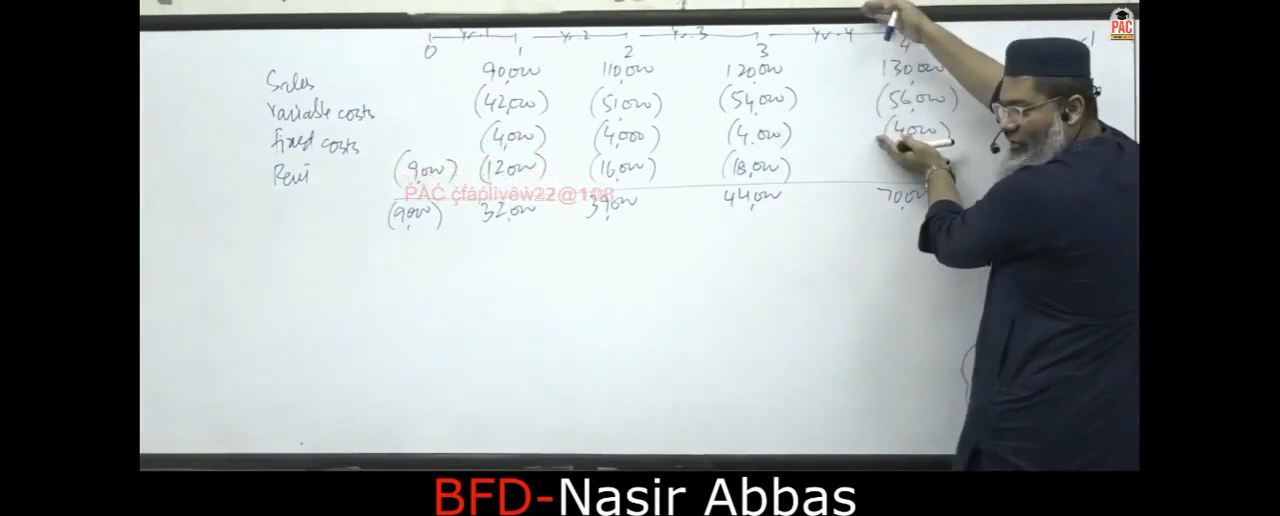 PAC
Yr-1 Yr-2 Yr-3 Yr-4
0 1 2 3 4
Sales 90,000 110,000 120,000 130,000
Variable costs (42,000) (51,000) (54,000) (56,000)
Fixed costs (4,000) (4,000) (4,000) (4,000)
Rent (9,000) (12,000) (16,000) (18,000)
PAC çfáplivêẇ22@108
(9,000) 32,000 39,000 44,000 70,000
BFD-Nasir Abbas